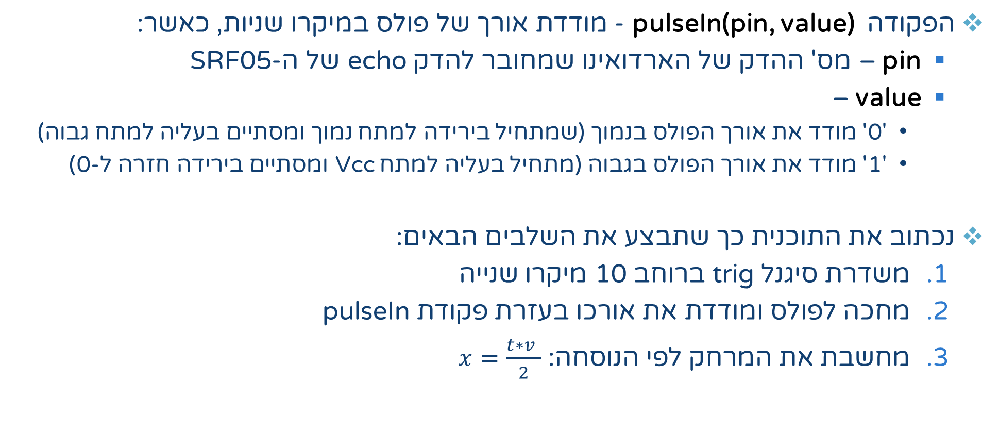 ❖ הפקודה pulseIn(pin, value) - מודדת אורך של פולס במיקרו שניות, כאשר:
▪ pin – מס' ההדק של הארדואינו שמחובר להדק echo של ה-SRF05
▪ value –
• '0' מודד את אורך הפולס בנמוך (שמתחיל בירידה למתח נמוך ומסתיים בעליה למתח גבוה)
• '1' מודד את אורך הפולס בגבוה (מתחיל בעליה למתח Vcc ומסתיים בירידה חזרה ל-0)
❖ נכתוב את התוכנית כך שתבצע את השלבים הבאים:
1. משדרת סיגנל trig ברוחב 10 מיקרו שנייה
2. מחכה לפולס ומודדת את אורכו בעזרת פקודת pulseIn
3. מחשבת את המרחק לפי הנוסחה: $x = \frac{t*v}{2}$